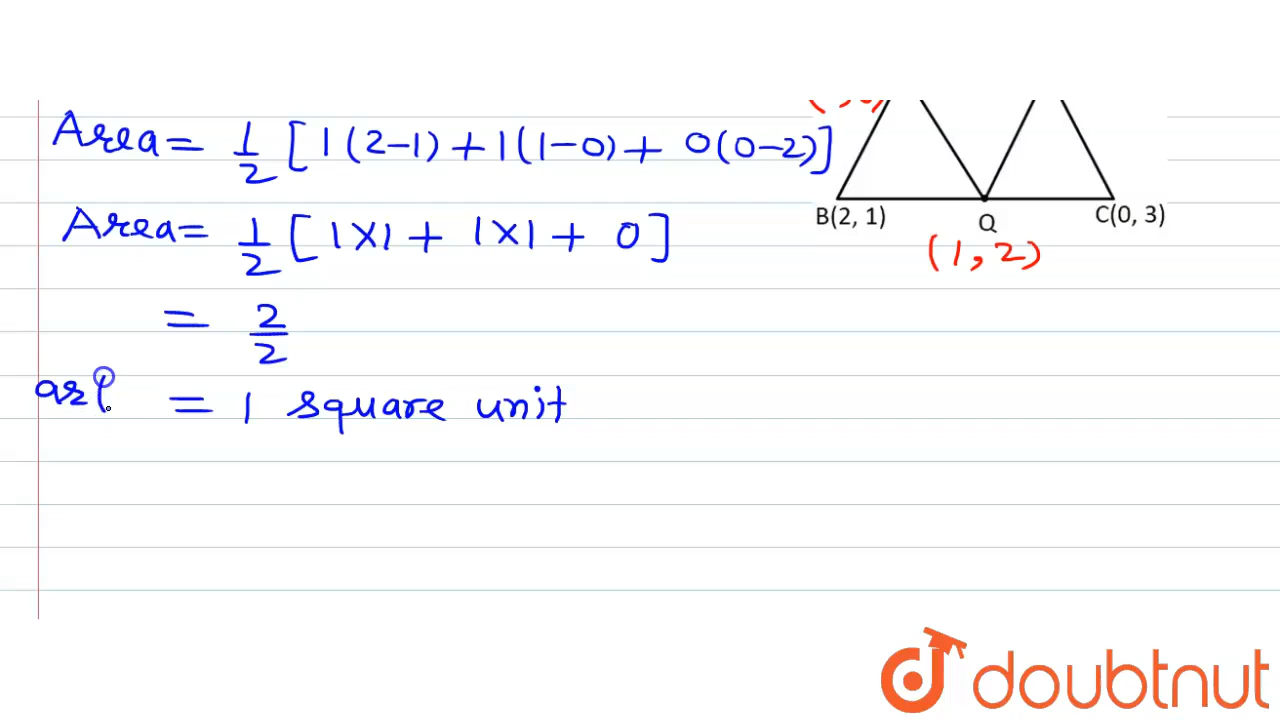 Area = 1/2 [1(2-1) + 1(1-0) + 0(0-2)]
Area = 1/2 [1×1 + 1×1 + 0]
= 2/2
ar(
= 1 square unit
B(2, 1)
Q
C(0, 3)
(1, 2)
doubtnut